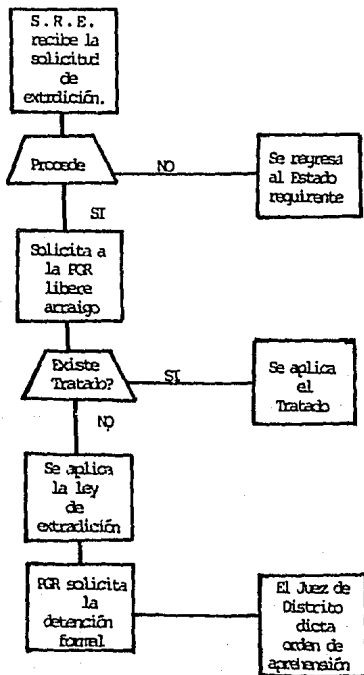 S.R.E.
recibe la
solicitud
de
extrdición.
Procede
NO
Se regresa
al Estado
requirente
SI
Solicita a
la PGR
libere
arraigo
Existe
Tratado?
SI
Se aplica
el
Tratado
NO
Se aplica
la ley
de
extradición
PGR solicita
la
detención
formal
El Juez de
Distrito
dicta
orden de
aprehensión